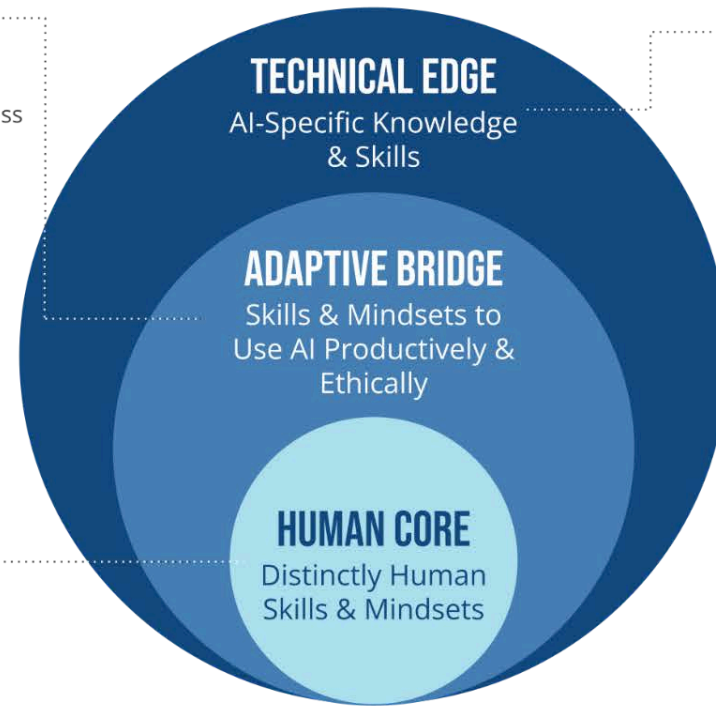 ss
TECHNICAL EDGE
AI-Specific Knowledge
& Skills
ADAPTIVE BRIDGE
Skills & Mindsets to
Use AI Productively &
Ethically
HUMAN CORE
Distinctly Human
Skills & Mindsets